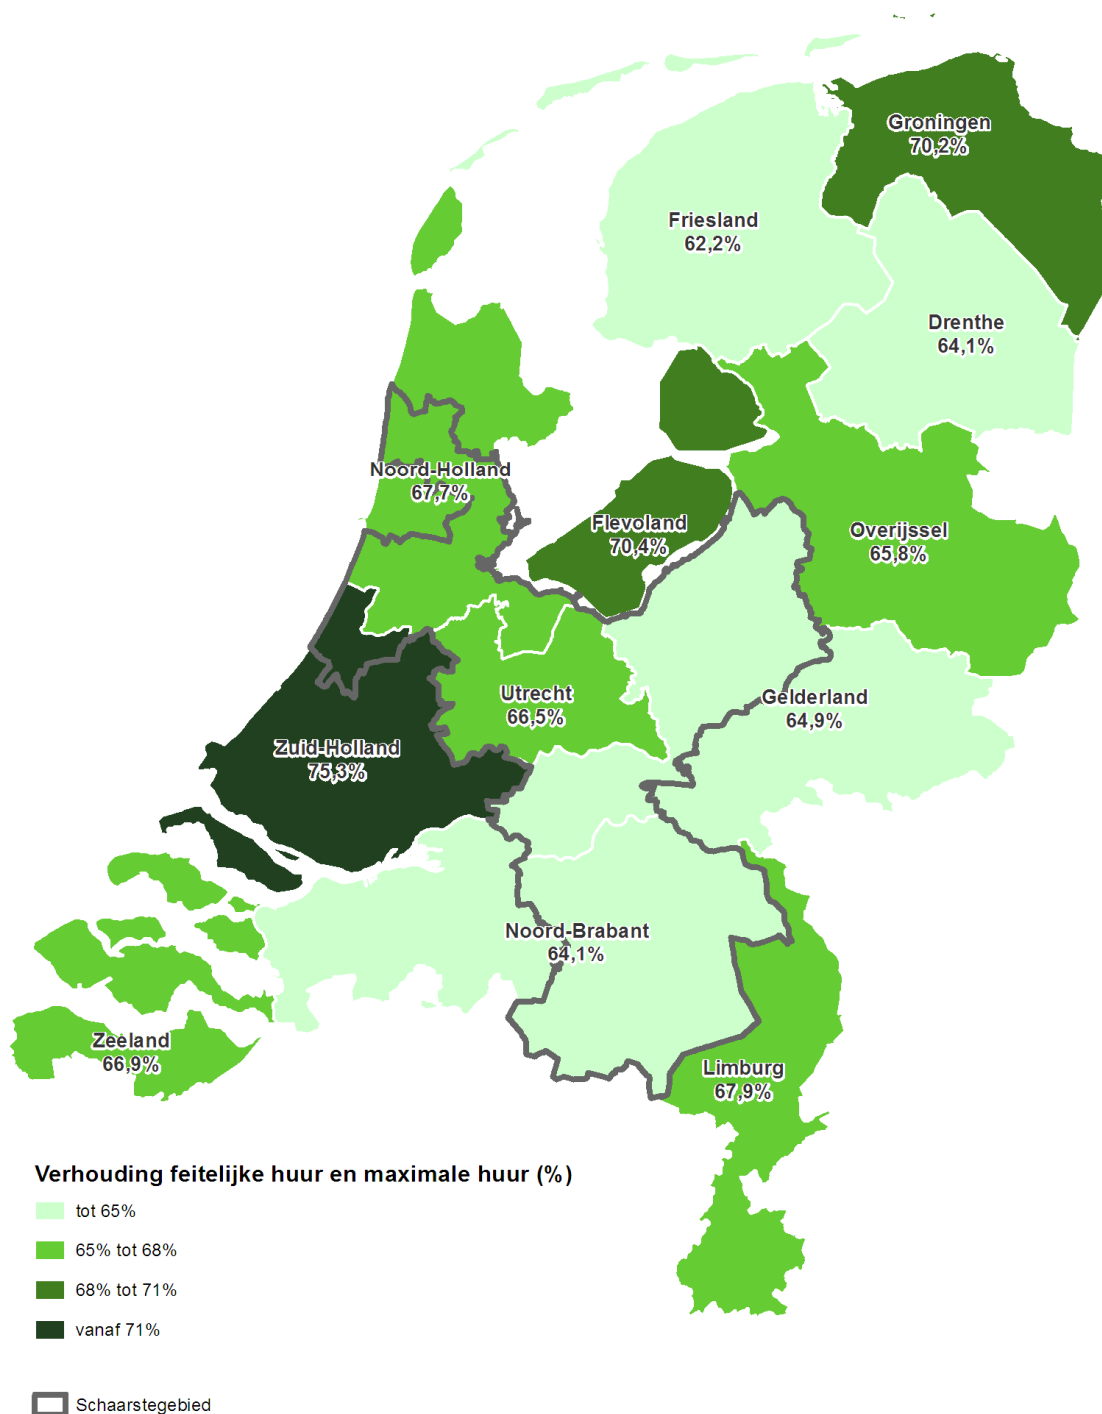 Groningen
70,2%
Friesland
62,2%
Drenthe
64,1%
Noord-Holland
67,7%
Flevoland
70,4%
Overijssel
65,8%
Utrecht
66,5%
Gelderland
64,9%
Zuid-Holland
75,3%
Noord-Brabant
64,1%
Zeeland
66,9%
Limburg
67,9%
Verhouding feitelijke huur en maximale huur (%)
tot 65%
65% tot 68%
68% tot 71%
vanaf 71%
Schaarstegebied